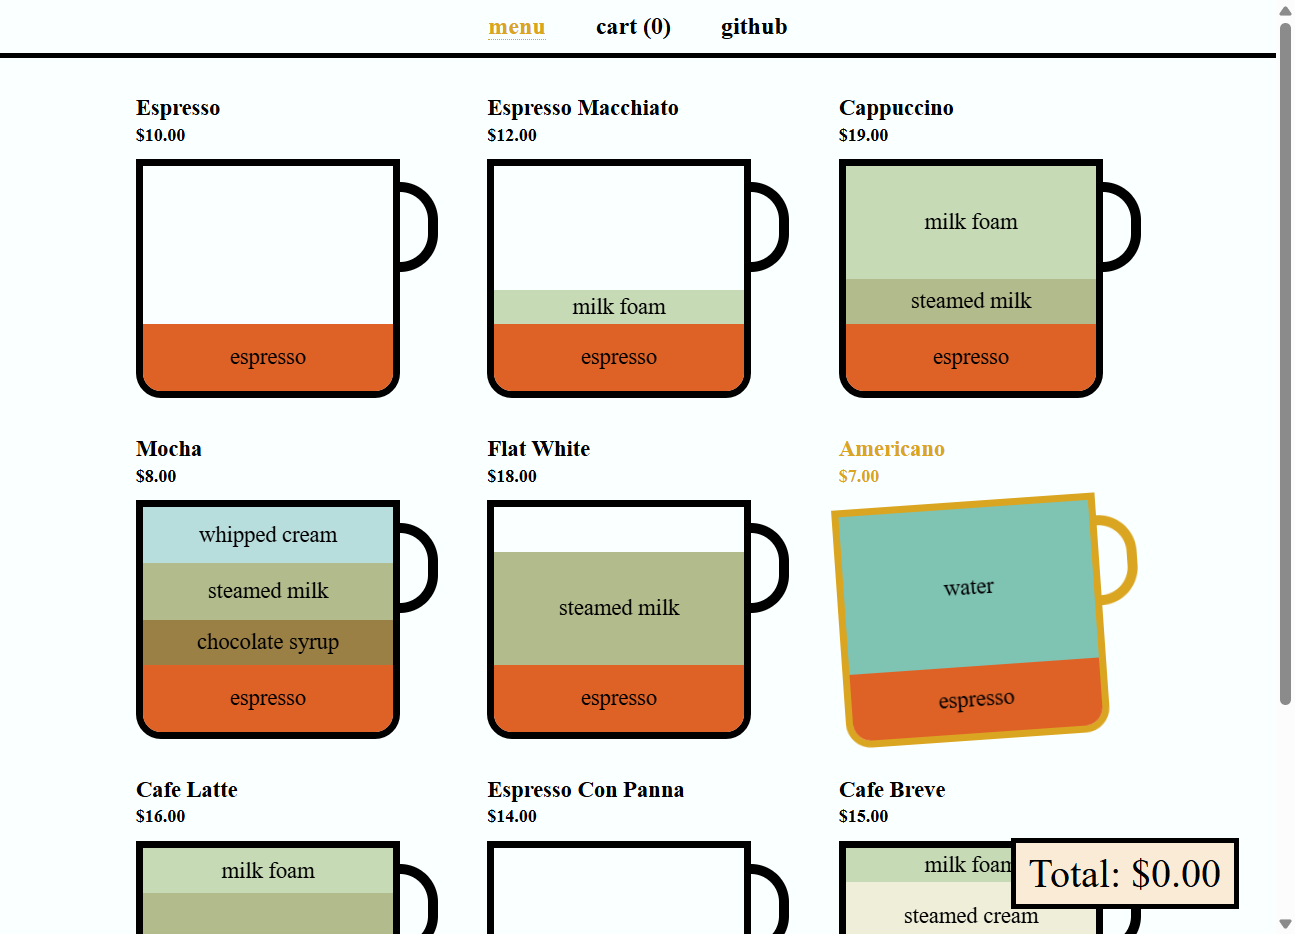 menu cart (0) github
Espresso
$10.00
espresso
Espresso Macchiato
$12.00
milk foam
espresso
Cappuccino
$19.00
milk foam
steamed milk
espresso
Mocha
$8.00
whipped cream
steamed milk
chocolate syrup
espresso
Flat White
$18.00
steamed milk
espresso
Americano
$7.00
water
espresso
Cafe Latte
$16.00
milk foam
Espresso Con Panna
$14.00
Cafe Breve
$15.00
milk foam
steamed cream
Total: $0.00